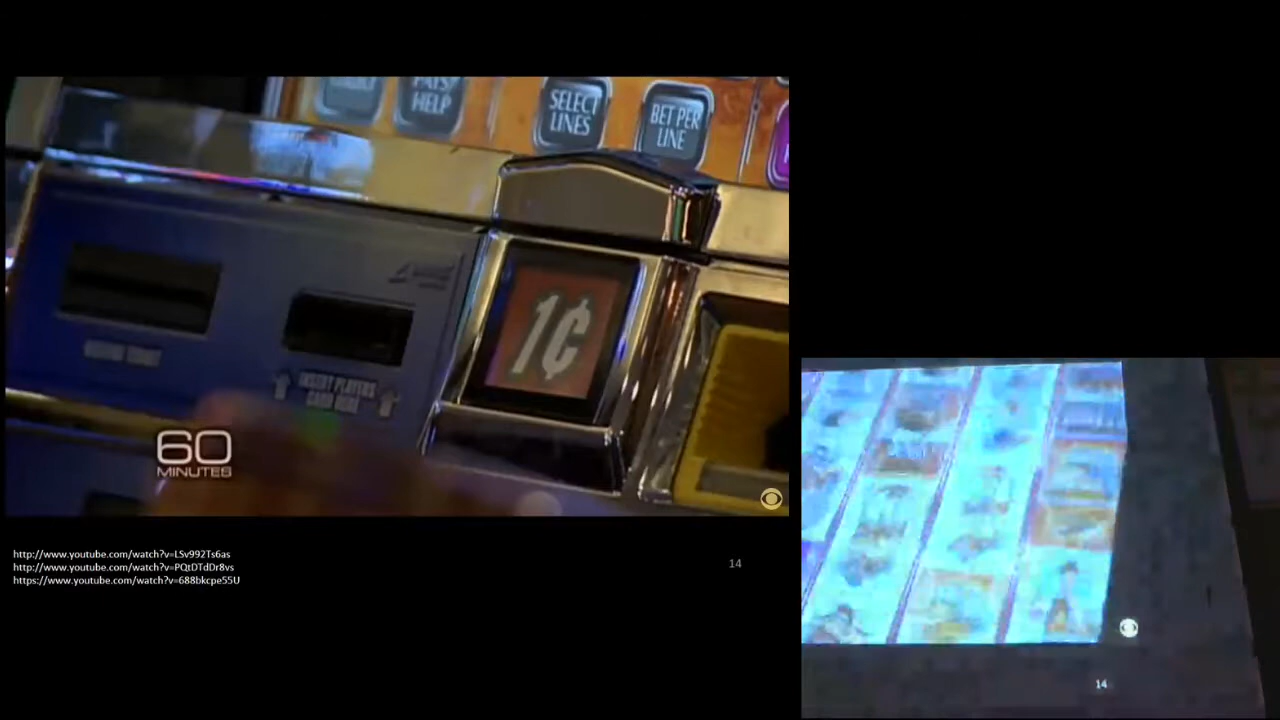 PAYS/
HELP
SELECT
LINES
BET PER
LINE
1¢
INSERT PLAYERS
CARD HERE
60
MINUTES
http://www.youtube.com/watch?v=LSv992Ts6as
http://www.youtube.com/watch?v=PQtDTdDr8vs
https://www.youtube.com/watch?v=688bkcpe55U
14
14